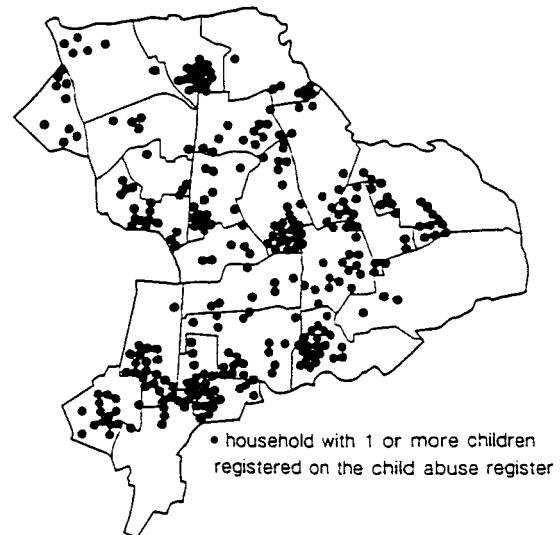 • household with 1 or more children
registered on the child abuse register